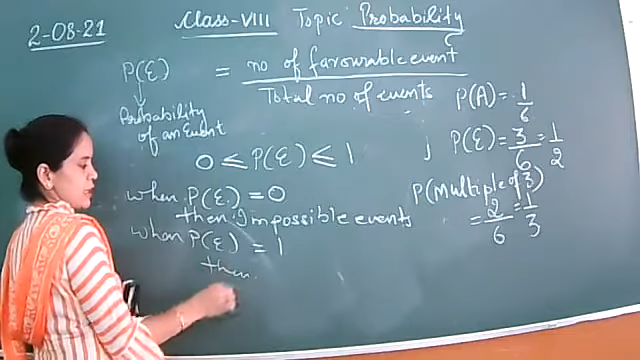 2-08-21
Class-VIII Topic Probability
P(E) = no of favourable event
Total no of events
Probability
of an Event
0 ≤ P(E) ≤ 1
when P(E) = 0
then Impossible events
when P(E) = 1
then
P(A) = 1/6
P(E) = 3/6 = 1/2
P(Multiple of 3)
= 2/6 = 1/3